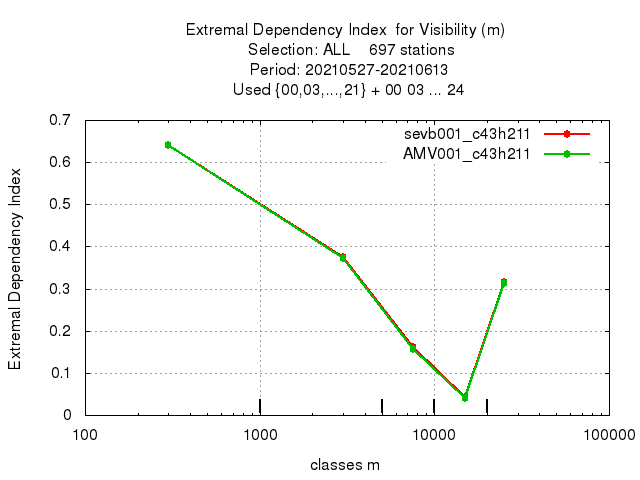 Extremal Dependency Index  for Visibility (m)
Selection: ALL    697 stations
Period: 20210527-20210613
Used {00,03,...,21} + 00 03 ... 24
sevb001_c43h211
AMV001_c43h211
Extremal Dependency Index
0.7
0.6
0.5
0.4
0.3
0.2
0.1
0
100
1000
10000
100000
classes m